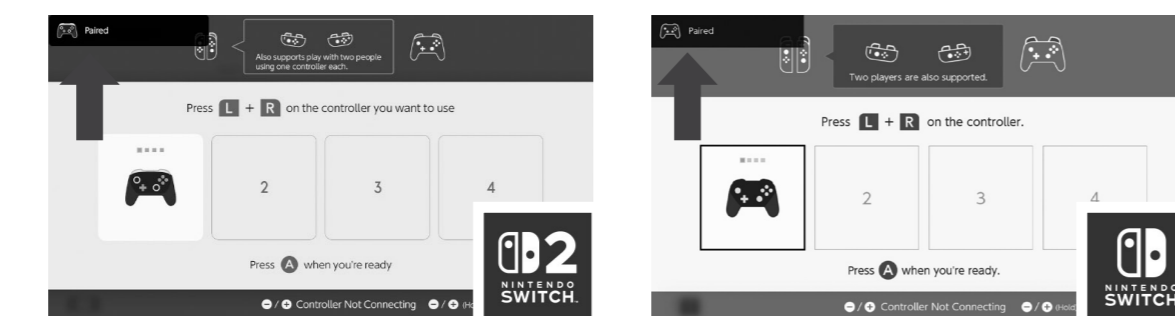 Paired
Also supports play with two people
using one controller each.
Press L + R on the controller you want to use
2
3
4
Press A when you're ready
Controller Not Connecting
2
NINTENDO
SWITCH
Paired
Two players are also supported.
Press L + R on the controller.
2
3
4
Press A when you're ready.
Controller Not Connecting (Hold)
NINTENDO
SWITCH